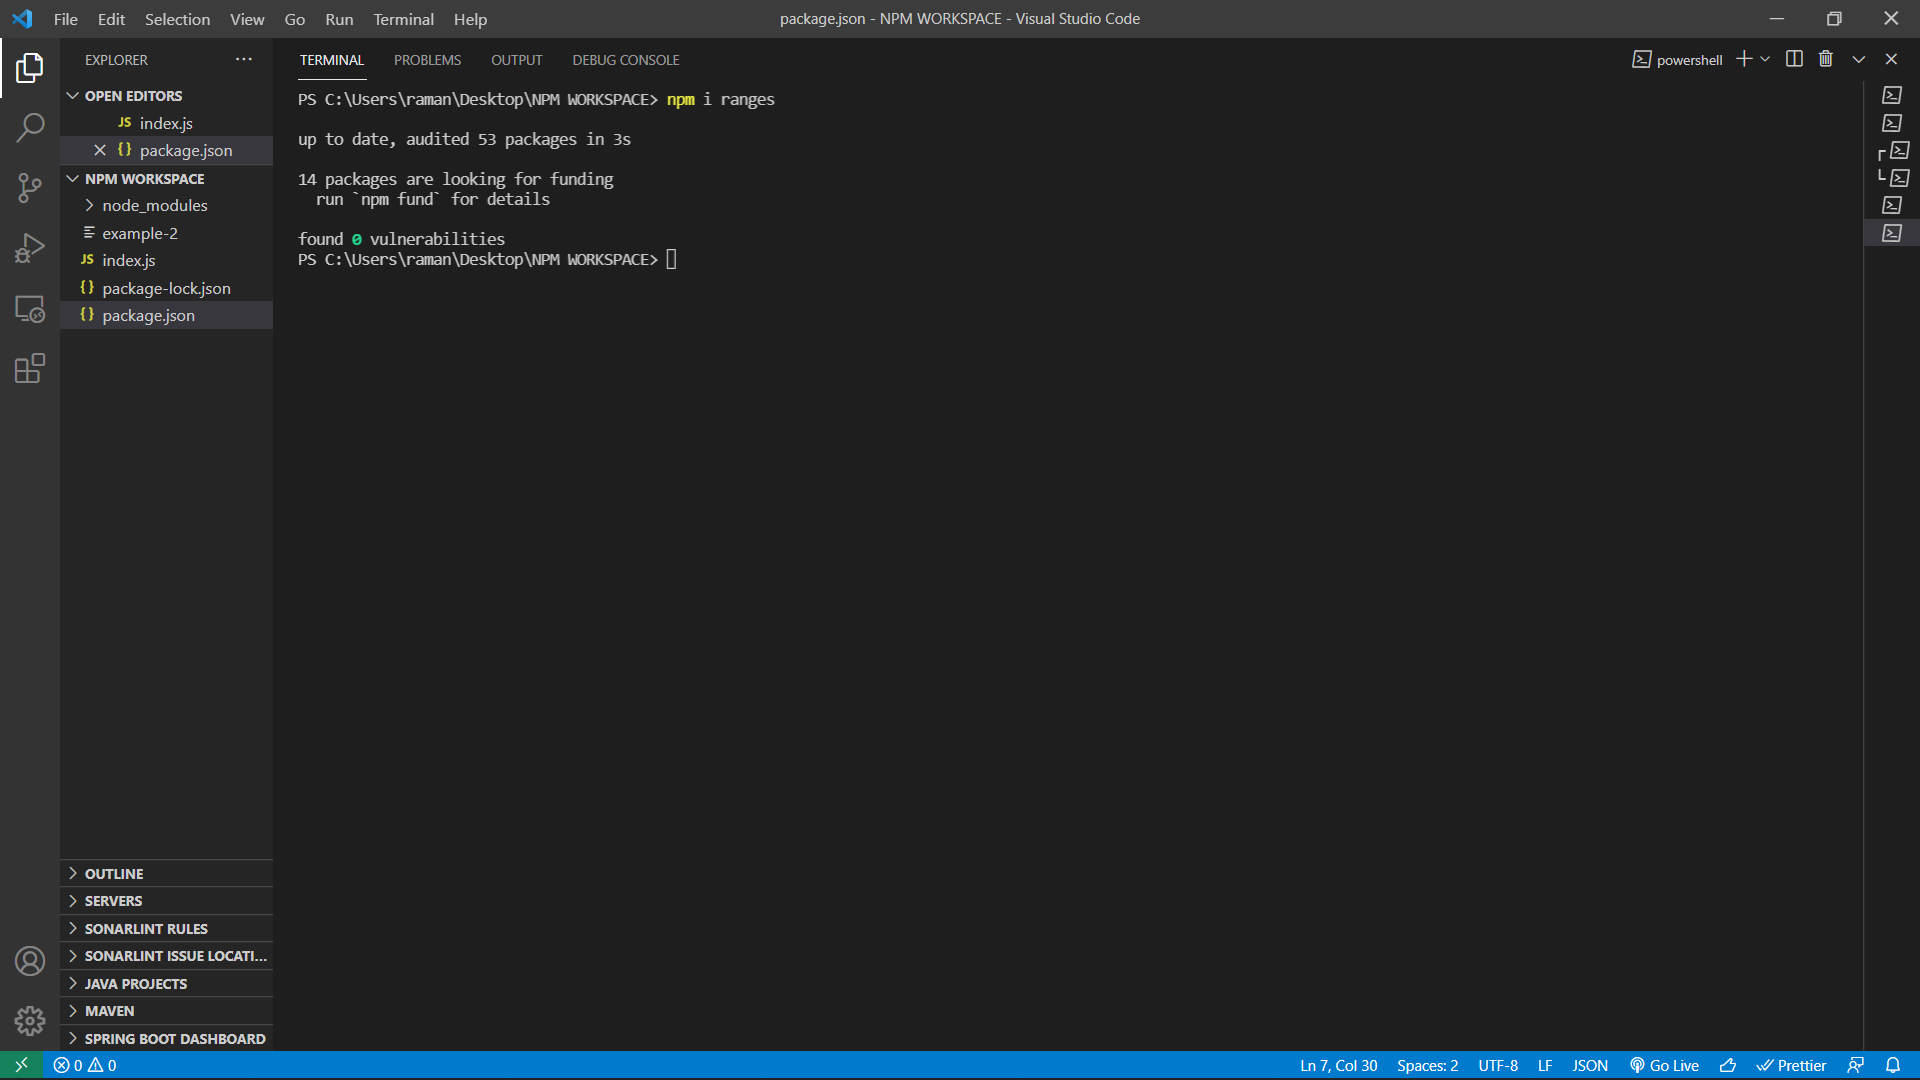 File Edit Selection View Go Run Terminal Help
package.json - NPM WORKSPACE - Visual Studio Code
EXPLORER
OPEN EDITORS
JS index.js
{} package.json
NPM WORKSPACE
node_modules
example-2
JS index.js
{} package-lock.json
{} package.json
OUTLINE
SERVERS
SONARLINT RULES
SONARLINT ISSUE LOCATI...
JAVA PROJECTS
MAVEN
SPRING BOOT DASHBOARD
TERMINAL PROBLEMS OUTPUT DEBUG CONSOLE
powershell
PS C:\Users\raman\Desktop\NPM WORKSPACE> npm i ranges
up to date, audited 53 packages in 3s
14 packages are looking for funding
run `npm fund` for details
found 0 vulnerabilities
PS C:\Users\raman\Desktop\NPM WORKSPACE>
0 0
Ln 7, Col 30 Spaces: 2 UTF-8 LF JSON Go Live Prettier